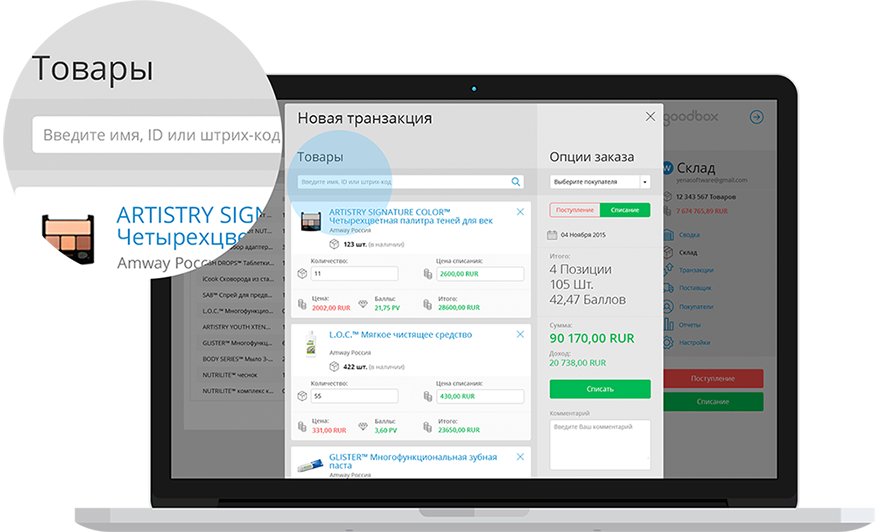 Товары
Введите имя, ID или штрих-код
ARTISTRY SIGN
Четырехцве
Amway Росси
Новая транзакция
Товары
Введите имя, ID или штрих-код
ARTISTRY SIGNATURE COLOR™
Четырехцветная палитра теней для век
Amway Россия
123 шт. (в наличии)
Количество:
Цена списания:
11
2600,00 RUR
Цена:
Баллы:
Итого:
2002,00 RUR
21,75 PV
28600,00 RUR
L.O.C.™ Мягкое чистящее средство
Amway Россия
422 шт. (в наличии)
Количество:
Цена списания:
55
430,00 RUR
Цена:
Баллы:
Итого:
331,00 RUR
3,60 PV
23650,00 RUR
GLISTER™ Многофункциональная зубная
паста
Amway Россия
Опции заказа
Выберите покупателя
Поступление
Списание
04 Ноября 2015
Итого:
4 Позиции
105 Шт.
42,47 Баллов
Сумма:
90 170,00 RUR
Доход:
20 738,00 RUR
Списать
Комментарий
Введите Ваш комментарий
goodbox
Склад
yenaosoftware@gmail.com
12 343 567 Товаров
7 674 765,89 RUR
Сводка
Склад
Транзакции
Поставщик
Покупатели
Отчеты
Настройки
Поступление
Списание
DROPS™ Таблетки...
iCook Сковорода из ста...
SA8™ Спрей для предв...
L.O.C.™ Многофункцио...
ARTISTRY YOUTH XTEN...
GLISTER™ Многофункц...
BODY SERIES™ Мыло 3-...
NUTRILITE™ чеснок
NUTRILITE™ комплекс к...